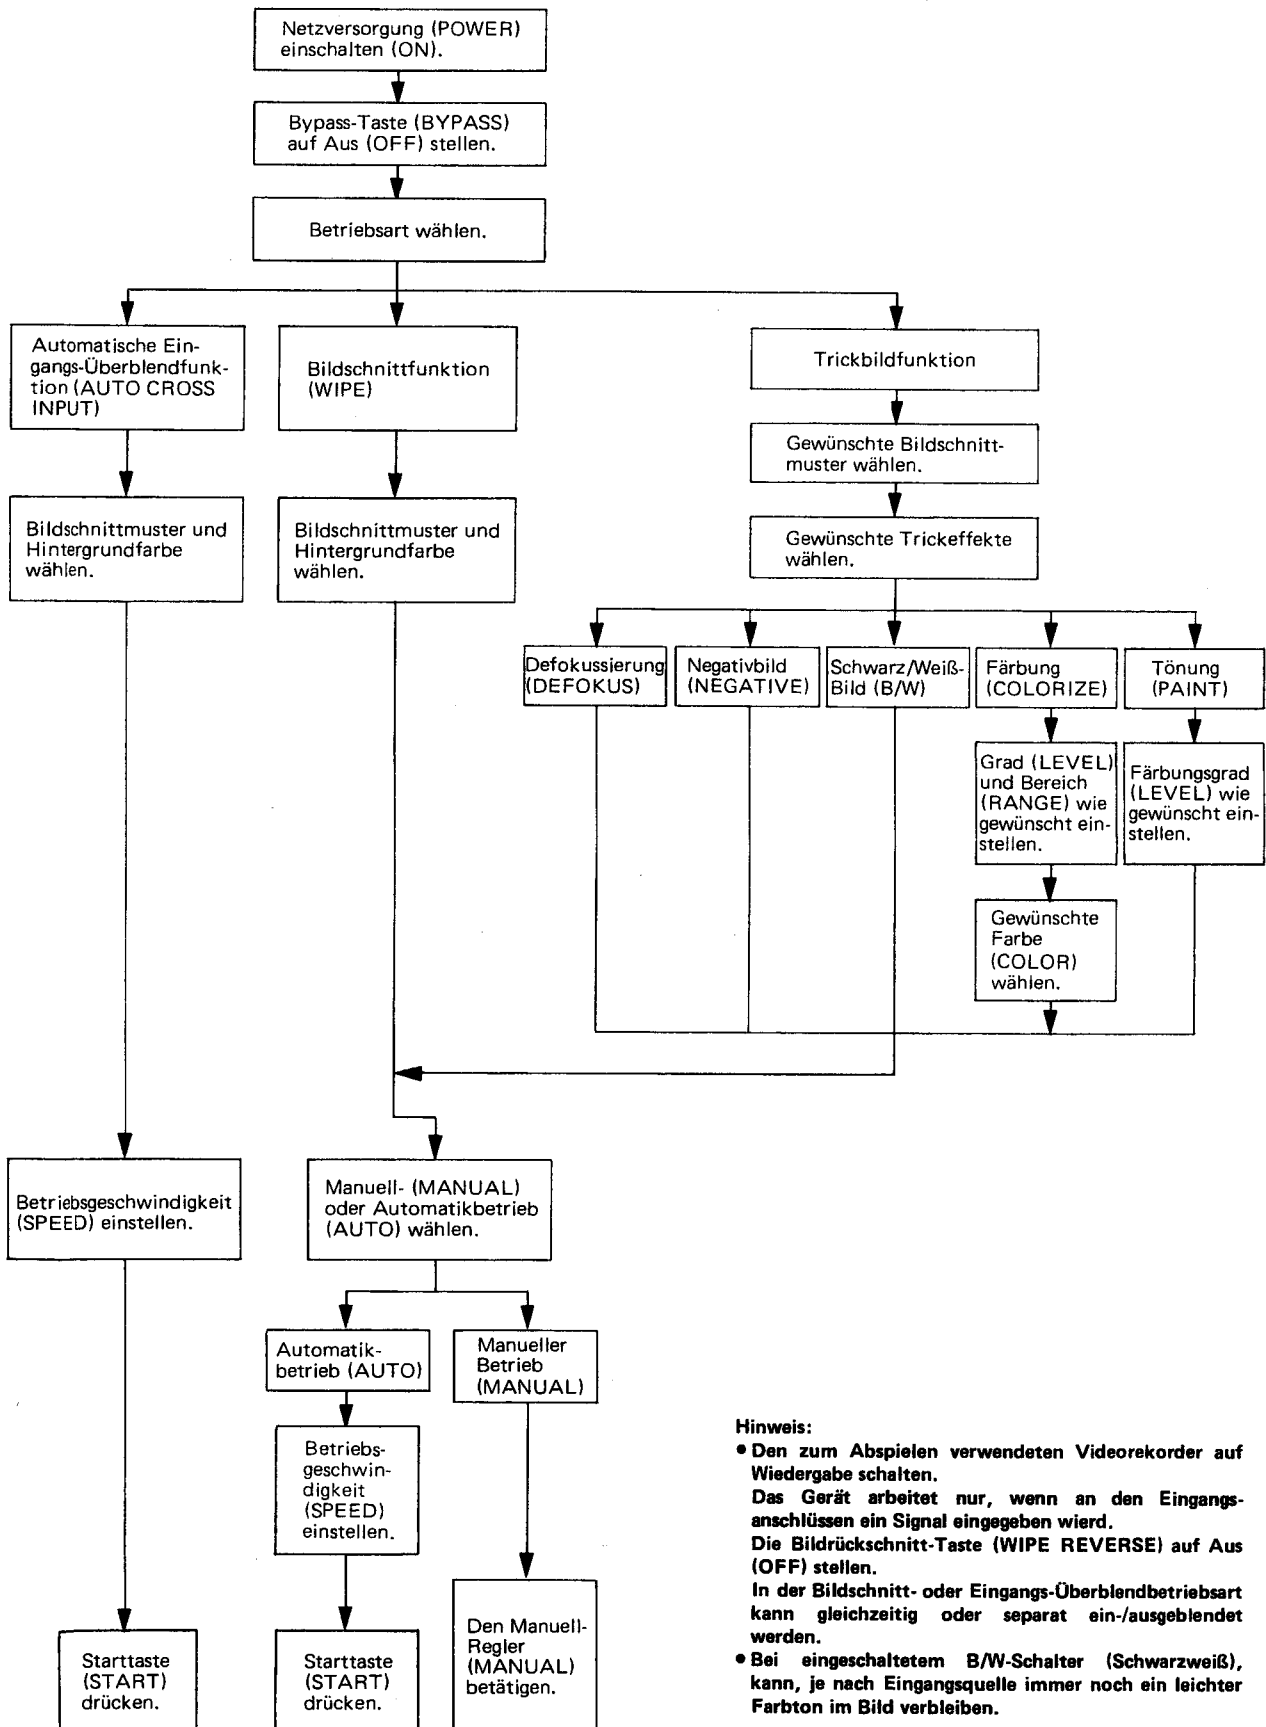 Netzversorgung (POWER)
einschalten (ON).
Bypass-Taste (BYPASS)
auf Aus (OFF) stellen.
Betriebsart wählen.
Automatische Ein-
gangs-Überblendfunk-
tion (AUTO CROSS
INPUT)
Bildschnittfunktion
(WIPE)
Trickbildfunktion
Gewünschte Bildschnitt-
muster wählen.
Bildschnittmuster und
Hintergrundfarbe
wählen.
Bildschnittmuster und
Hintergrundfarbe
wählen.
Gewünschte Trickeffekte
wählen.
Defokussierung
(DEFOKUS)
Negativbild
(NEGATIVE)
Schwarz/Weiß-
Bild (B/W)
Färbung
(COLORIZE)
Tönung
(PAINT)
Grad (LEVEL)
und Bereich
(RANGE) wie
gewünscht ein-
stellen.
Färbungsgrad
(LEVEL) wie
gewünscht ein-
stellen.
Gewünschte
Farbe
(COLOR)
wählen.
Betriebsgeschwindigkeit
(SPEED) einstellen.
Manuell- (MANUAL)
oder Automatikbetrieb
(AUTO) wählen.
Automatik-
betrieb (AUTO)
Manueller
Betrieb
(MANUAL)
Betriebs-
geschwin-
digkeit
(SPEED)
einstellen.
Starttaste
(START)
drücken.
Starttaste
(START)
drücken.
Den Manuell-
Regler
(MANUAL)
betätigen.
Hinweis:
● Den zum Abspielen verwendeten Videorekorder auf
Wiedergabe schalten.
Das Gerät arbeitet nur, wenn an den Eingangs-
anschlüssen ein Signal eingegeben wierd.
Die Bildrückschnitt-Taste (WIPE REVERSE) auf Aus
(OFF) stellen.
In der Bildschnitt- oder Eingangs-Überblendbetriebsart
kann gleichzeitig oder separat ein-/ausgeblendet
werden.
● Bei eingeschaltetem B/W-Schalter (Schwarzweiß),
kann, je nach Eingangsquelle immer noch ein leichter
Farbton im Bild verbleiben.